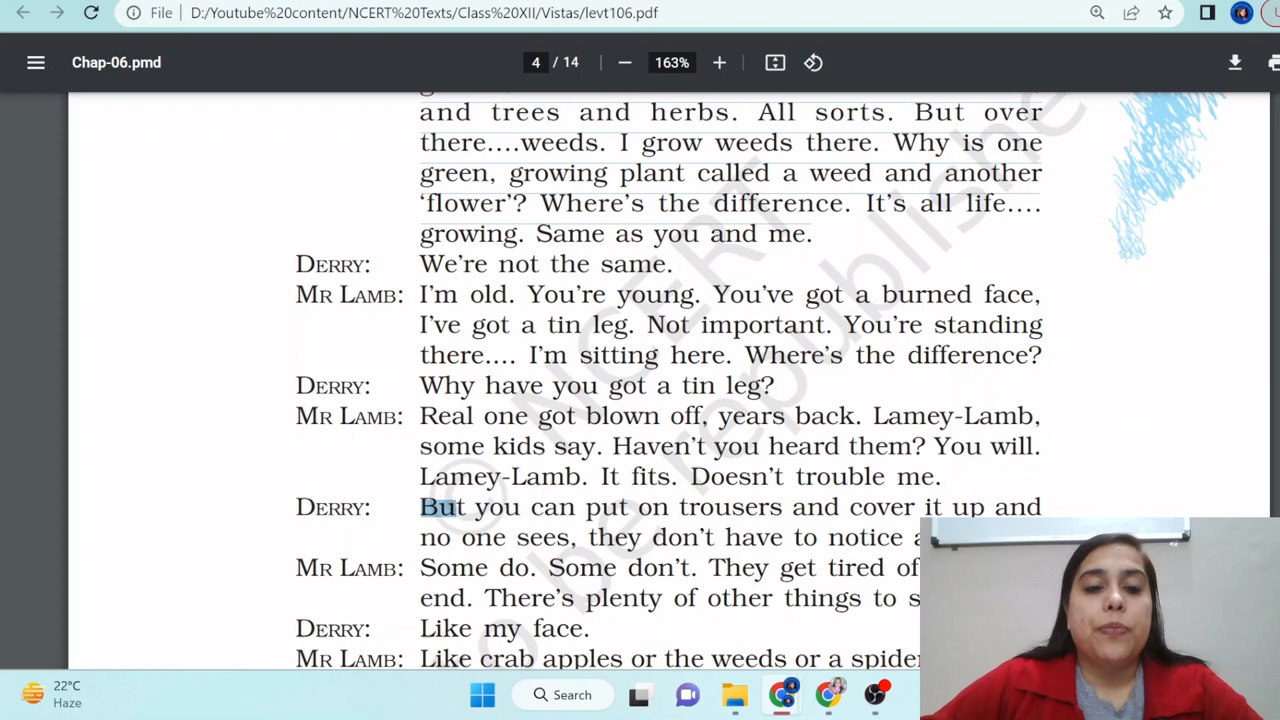 File D:/Youtube%20content/NCERT%20Texts/Class%20XII/Vistas/levt106.pdf
Chap-06.pmd 4 / 14 − 163% +
and trees and herbs. All sorts. But over
there....weeds. I grow weeds there. Why is one
green, growing plant called a weed and another
‘flower’? Where’s the difference. It’s all life....
growing. Same as you and me.
DERRY: We’re not the same.
MR LAMB: I’m old. You’re young. You’ve got a burned face,
I’ve got a tin leg. Not important. You’re standing
there.... I’m sitting here. Where’s the difference?
DERRY: Why have you got a tin leg?
MR LAMB: Real one got blown off, years back. Lamey-Lamb,
some kids say. Haven’t you heard them? You will.
Lamey-Lamb. It fits. Doesn’t trouble me.
DERRY: But you can put on trousers and cover it up and
no one sees, they don’t have to notice
MR LAMB: Some do. Some don’t. They get tired of
end. There’s plenty of other things to
DERRY: Like my face.
MR LAMB: Like crab apples or the weeds or a spider
© NCERT
be republishe
22°C
Haze
Search